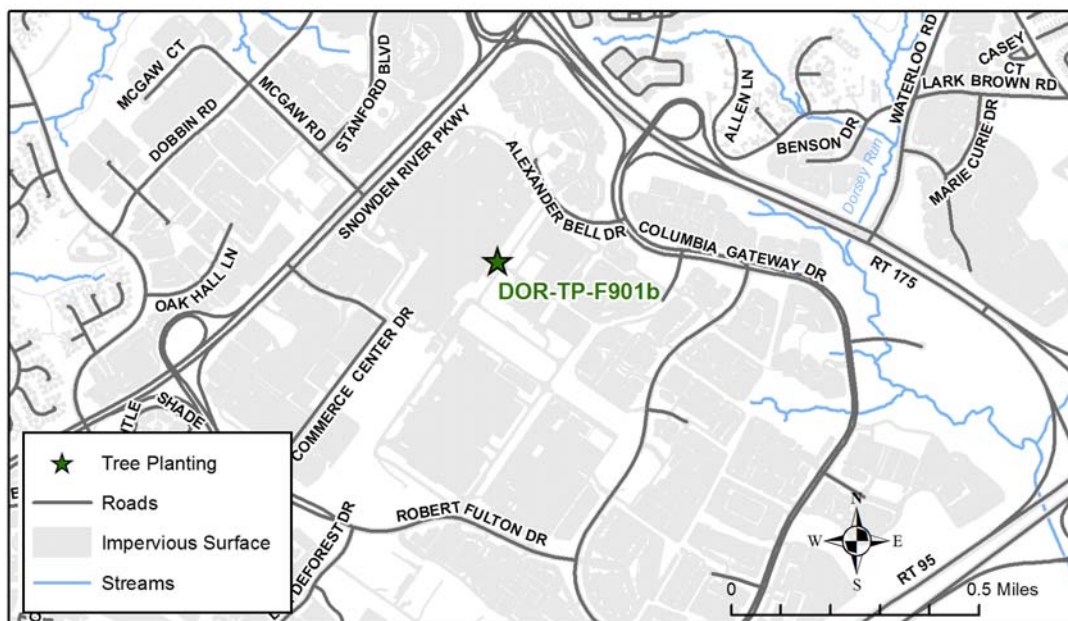 MCGAW CT
DOBBIN RD
MCGAW RD
STANFORD BLVD
SNOWDEN RIVER PKWY
ALEXANDER
BELL DR
ALLEN LN
BENSON DR
WATERLOO RD
CASEY
CT
LARK BROWN RD
MARIE CURIE DR
Dorsey Run
COLUMBIA GATEWAY DR
RT 175
OAK HALL LN
DOR-TP-F901b
COMMERCE CENTER DR
SHADE
ROBERT FULTON DR
DEFOREST DR
RT 95
Tree Planting
Roads
Impervious Surface
Streams
N
W E
S
0 0.5 Miles